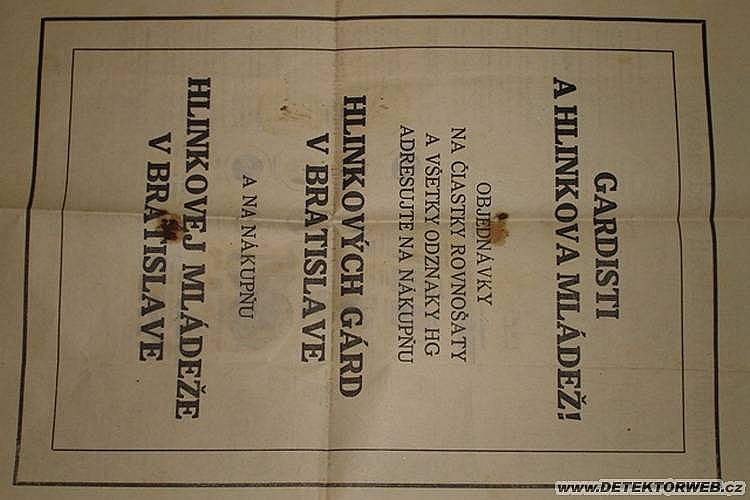 GARDISTI
A HLINKOVA MLÁDEŽ!
OBJEDNÁVKY
NA ČIASTKY ROVNOŠATY
A VŠETKY ODZNAKY HG
ADRESUJTE NA NÁKUPŇU
HLINKOVÝCH GÁRD
V BRATISLAVE
A NA NÁKUPŇU
HLINKOVEJ MLÁDEŽE
V BRATISLAVE
www.DETEKTORWEB.cz